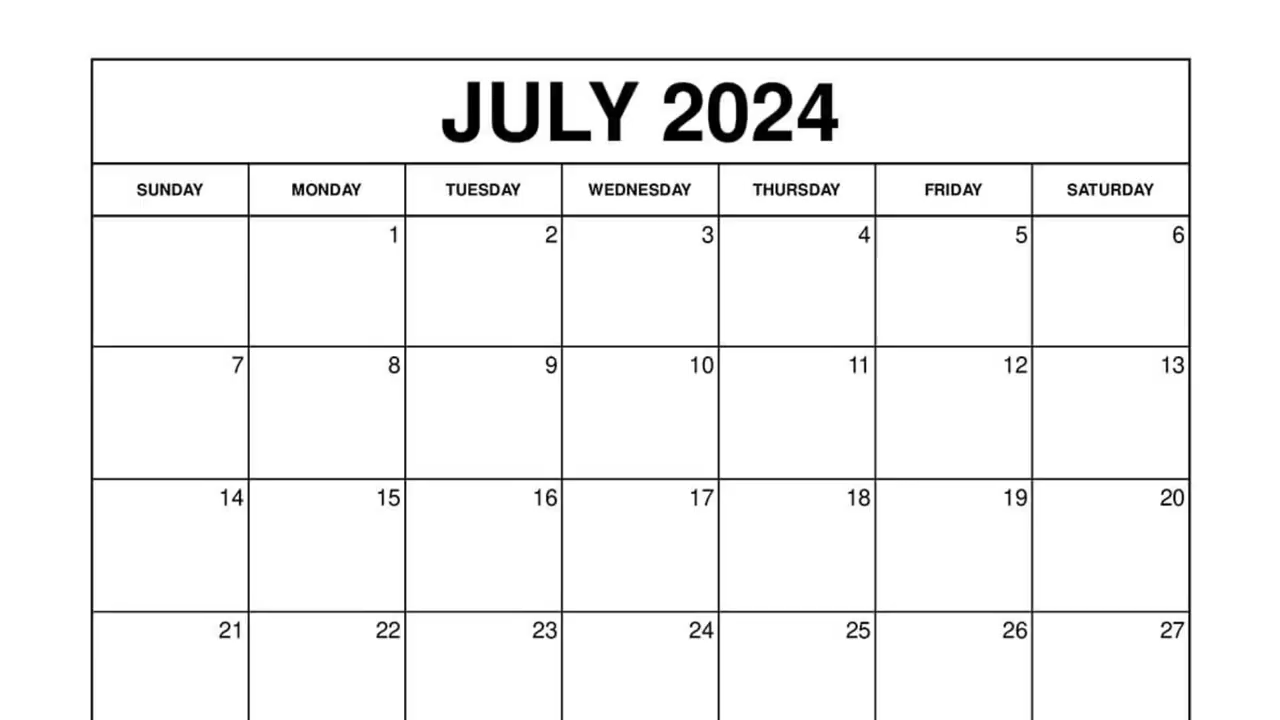 JULY 2024
SUNDAY MONDAY TUESDAY WEDNESDAY THURSDAY FRIDAY SATURDAY
1 2 3 4 5 6
7 8 9 10 11 12 13
14 15 16 17 18 19 20
21 22 23 24 25 26 27